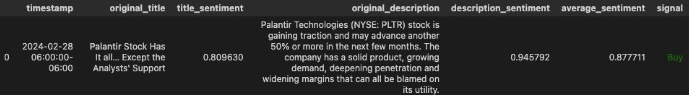 timestamp original_title title_sentiment original_description description_sentiment average_sentiment signal
Palantir Technologies (NYSE: PLTR) stock is
gaining traction and may advance another
2024-02-28 Palantir Stock Has 50% or more in the next few months. The
0 06:00:00- It all... Except the 0.809630 company has a solid product, growing 0.945792 0.877711 Buy
06:00 Analysts' Support demand, deepening penetration and
widening margins that can all be blamed on
its utility.